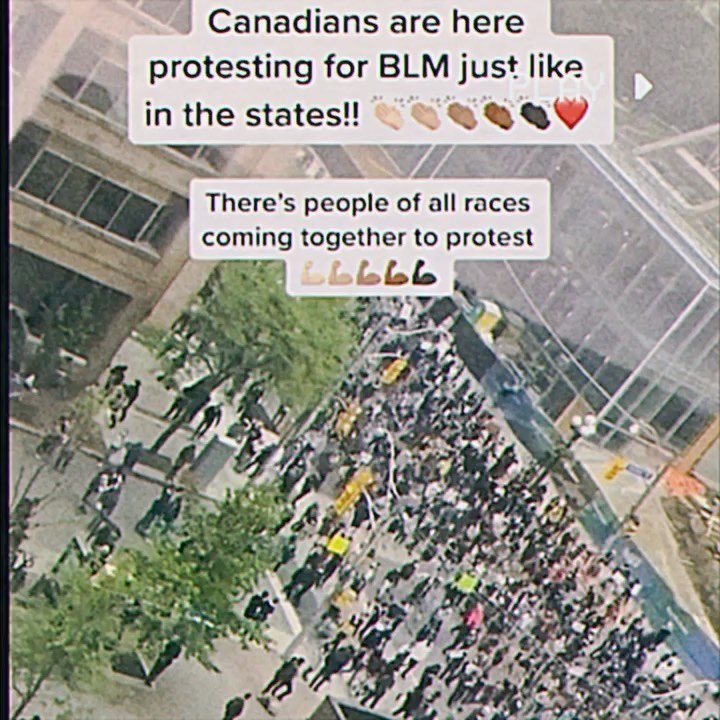 Canadians are here
protesting for BLM just like
in the states!! 👏🏻👏🏼👏🏽👏🏾👏🏿❤️
PLAY
There's people of all races
coming together to protest
💪🏻💪🏼💪🏽💪🏾💪🏿